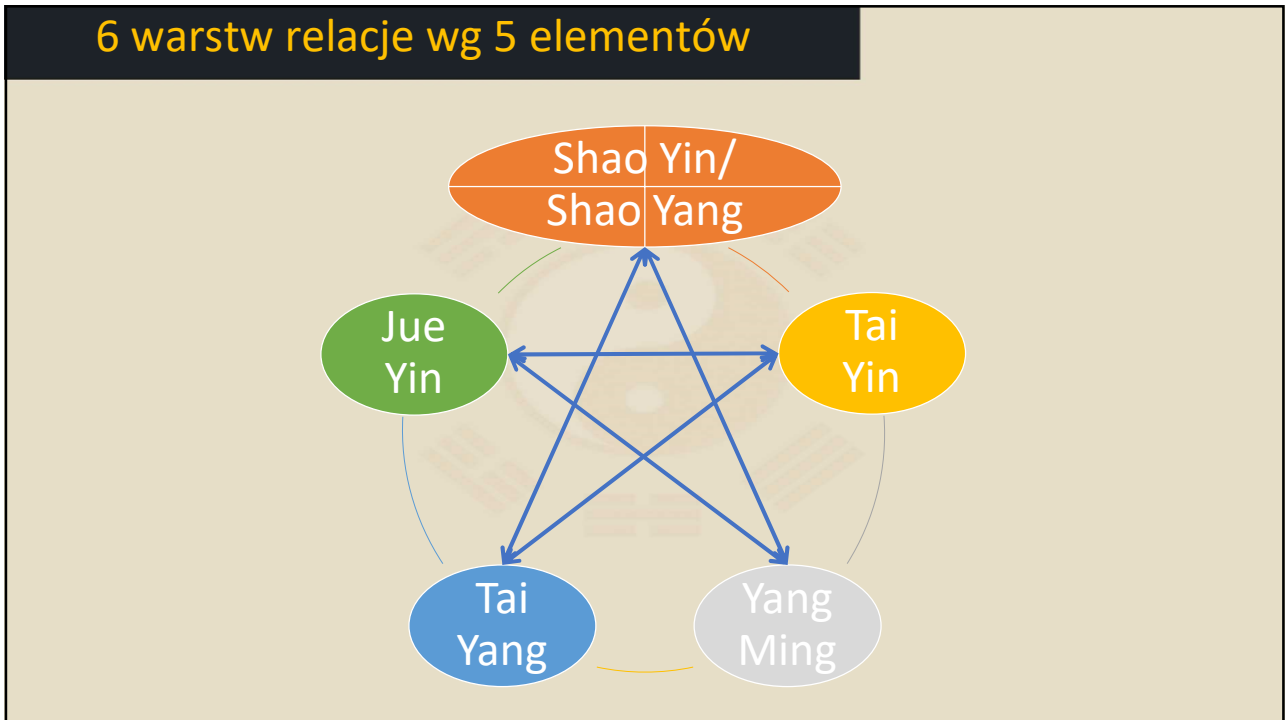 6 warstw relacje wg 5 elementów
Shao Yin/
Shao Yang
Jue
Yin
Tai
Yin
Tai
Yang
Yang
Ming